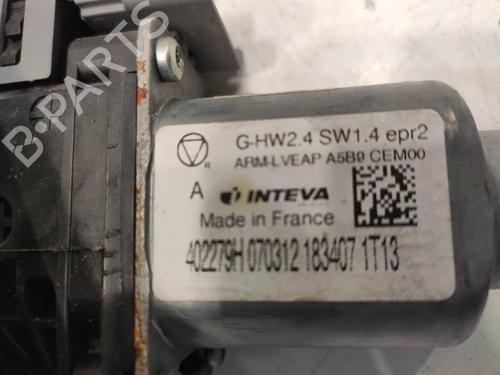 G-HW2.4 SW1.4 epr2
R
ARM-LVEAP A5B9 CEM00
A
INTEVA
Made in France
402279H 070312 183407 1T13
B-PARTS